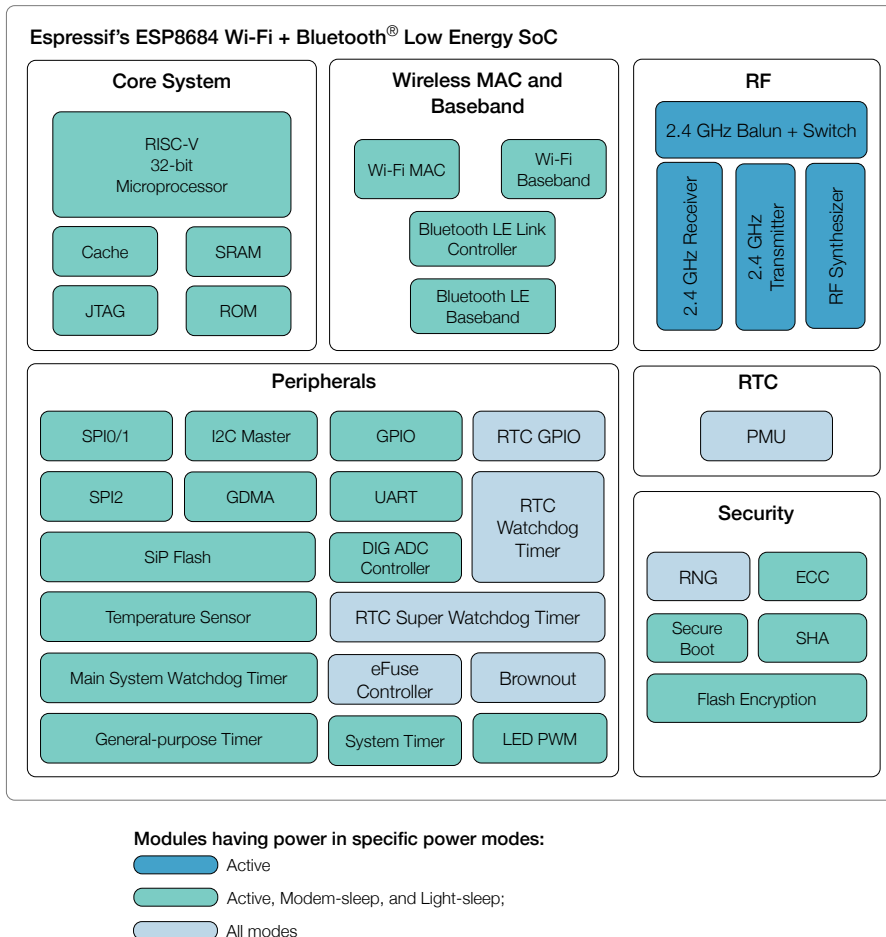 Espressif's ESP8684 Wi-Fi + Bluetooth® Low Energy SoC
Core System
RISC-V
32-bit
Microprocessor
Cache
SRAM
JTAG
ROM
Wireless MAC and
Baseband
Wi-Fi MAC
Wi-Fi
Baseband
Bluetooth LE Link
Controller
Bluetooth LE
Baseband
RF
2.4 GHz Balun + Switch
2.4 GHz Receiver
2.4 GHz
Transmitter
RF Synthesizer
Peripherals
SPI0/1
I2C Master
GPIO
RTC GPIO
SPI2
GDMA
UART
RTC
Watchdog
Timer
SiP Flash
DIG ADC
Controller
Temperature Sensor
RTC Super Watchdog Timer
Main System Watchdog Timer
eFuse
Controller
Brownout
General-purpose Timer
System Timer
LED PWM
RTC
PMU
Security
RNG
ECC
Secure
Boot
SHA
Flash Encryption
Modules having power in specific power modes:
Active
Active, Modem-sleep, and Light-sleep;
All modes